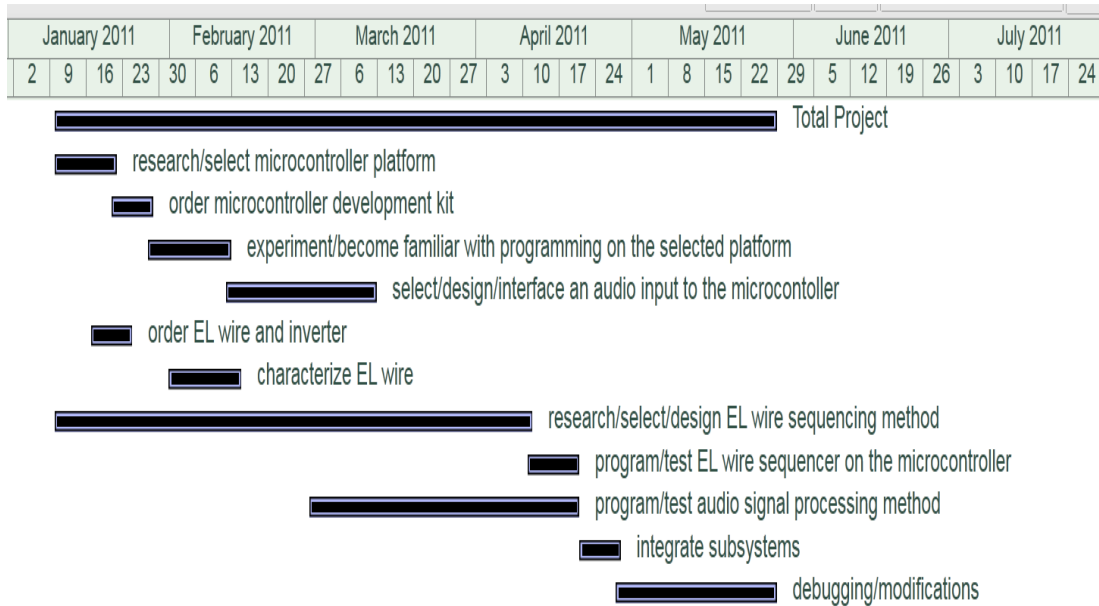 January 2011 February 2011 March 2011 April 2011 May 2011 June 2011 July 2011
2 9 16 23 30 6 13 20 27 6 13 20 27 3 10 17 24 1 8 15 22 29 5 12 19 26 3 10 17 24
Total Project
research/select microcontroller platform
order microcontroller development kit
experiment/become familiar with programming on the selected platform
select/design/interface an audio input to the microcontoller
order EL wire and inverter
characterize EL wire
research/select/design EL wire sequencing method
program/test EL wire sequencer on the microcontroller
program/test audio signal processing method
integrate subsystems
debugging/modifications